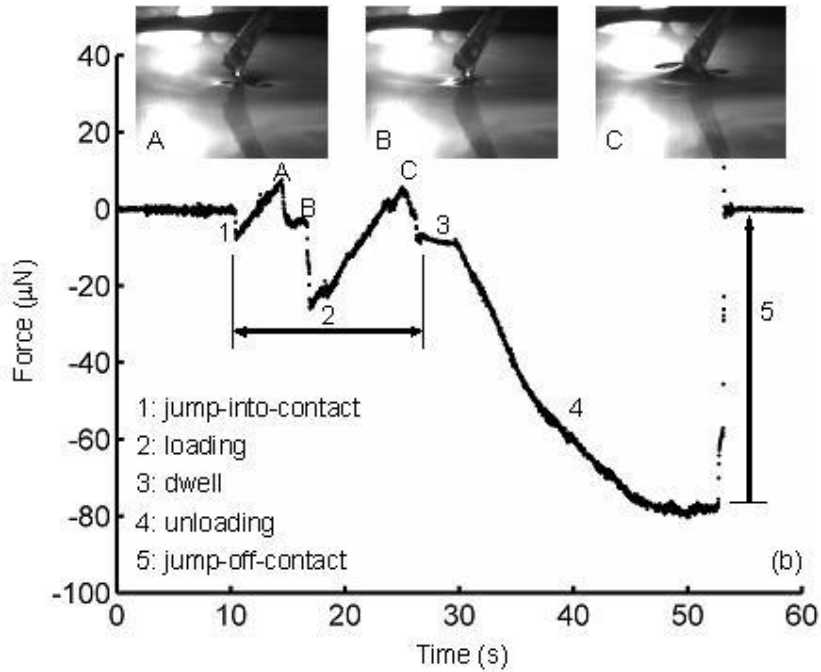 40
20
0
-20
-40
-60
-80
-100
Force (µN)
A
B
C
A
B
C
1
2
3
4
5
1: jump-into-contact
2: loading
3: dwell
4: unloading
5: jump-off-contact
(b)
0
10
20
30
40
50
60
Time (s)